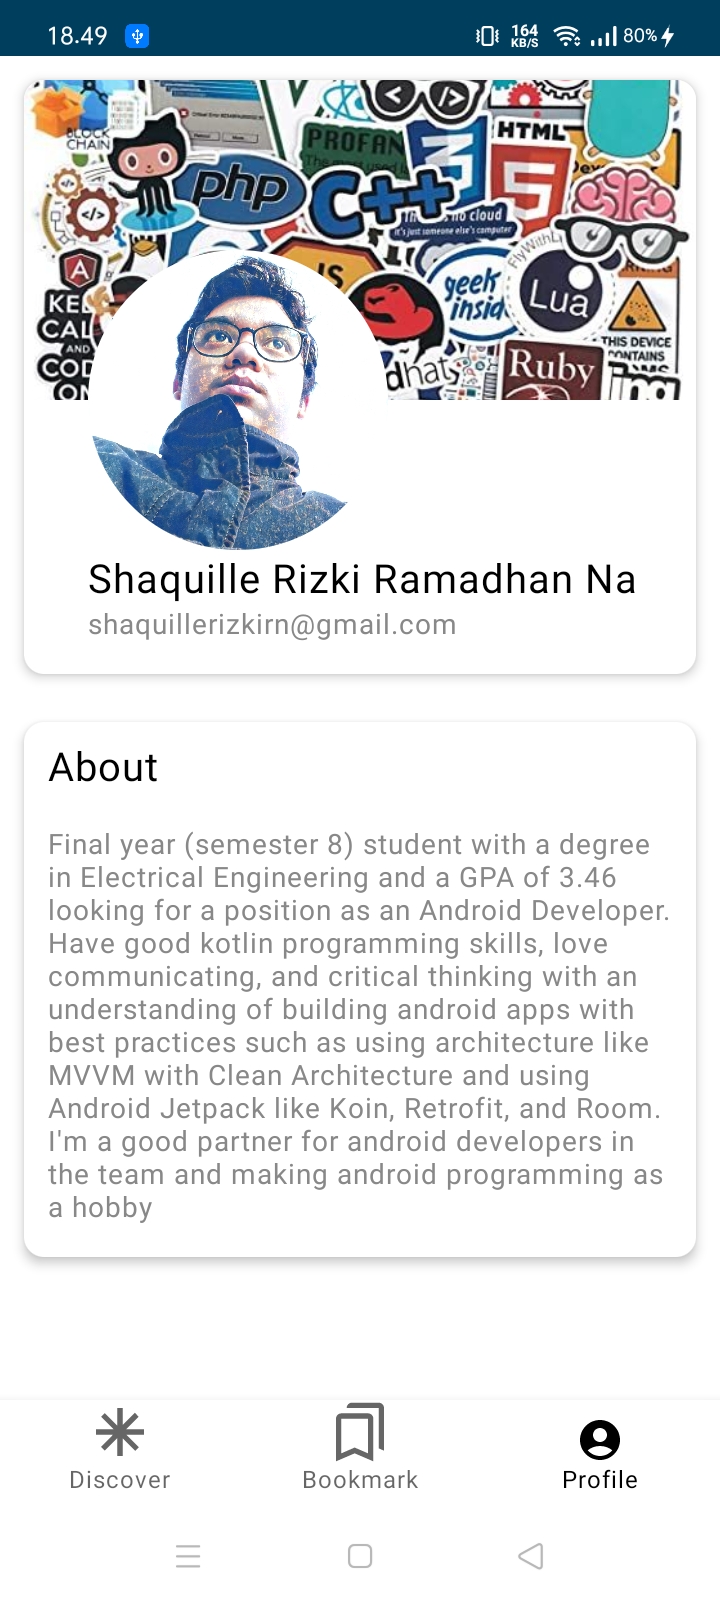 18.49
164
KB/S
80%
BLOCK
CHAIN
PROFAN
HTML
php
C++
no cloud
it's just someone else's computer
JS
geek
inside
FlyWithL
Lua
KEE
CAL
AND
COD
ON
THIS DEVICE
CONTAINS
dhat
Ruby
ing
Shaquille Rizki Ramadhan Na
shaquillerizkirn@gmail.com
About
Final year (semester 8) student with a degree
in Electrical Engineering and a GPA of 3.46
looking for a position as an Android Developer.
Have good kotlin programming skills, love
communicating, and critical thinking with an
understanding of building android apps with
best practices such as using architecture like
MVVM with Clean Architecture and using
Android Jetpack like Koin, Retrofit, and Room.
I'm a good partner for android developers in
the team and making android programming as
a hobby
Discover
Bookmark
Profile